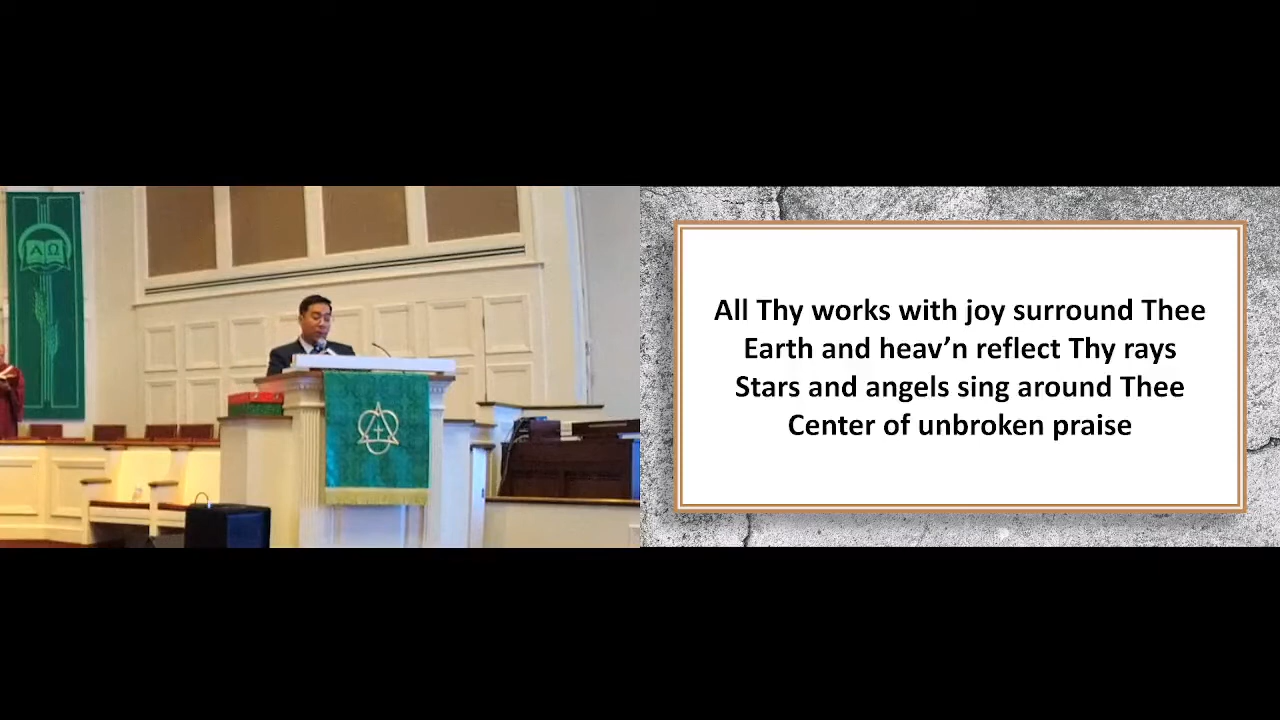 Α Ω
All Thy works with joy surround Thee
Earth and heav’n reflect Thy rays
Stars and angels sing around Thee
Center of unbroken praise